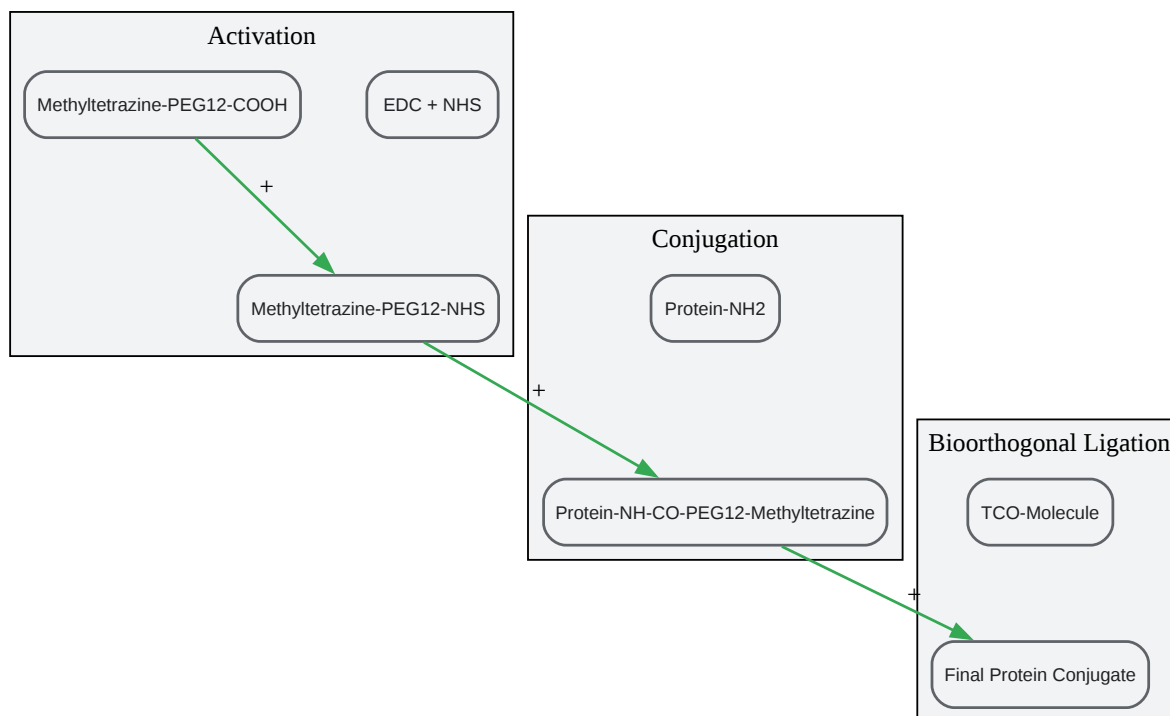 Activation
Methyltetrazine-PEG12-COOH
EDC + NHS
+
Methyltetrazine-PEG12-NHS
Conjugation
Protein-NH2
+
Protein-NH-CO-PEG12-Methyltetrazine
Bioorthogonal Ligation
TCO-Molecule
+
Final Protein Conjugate